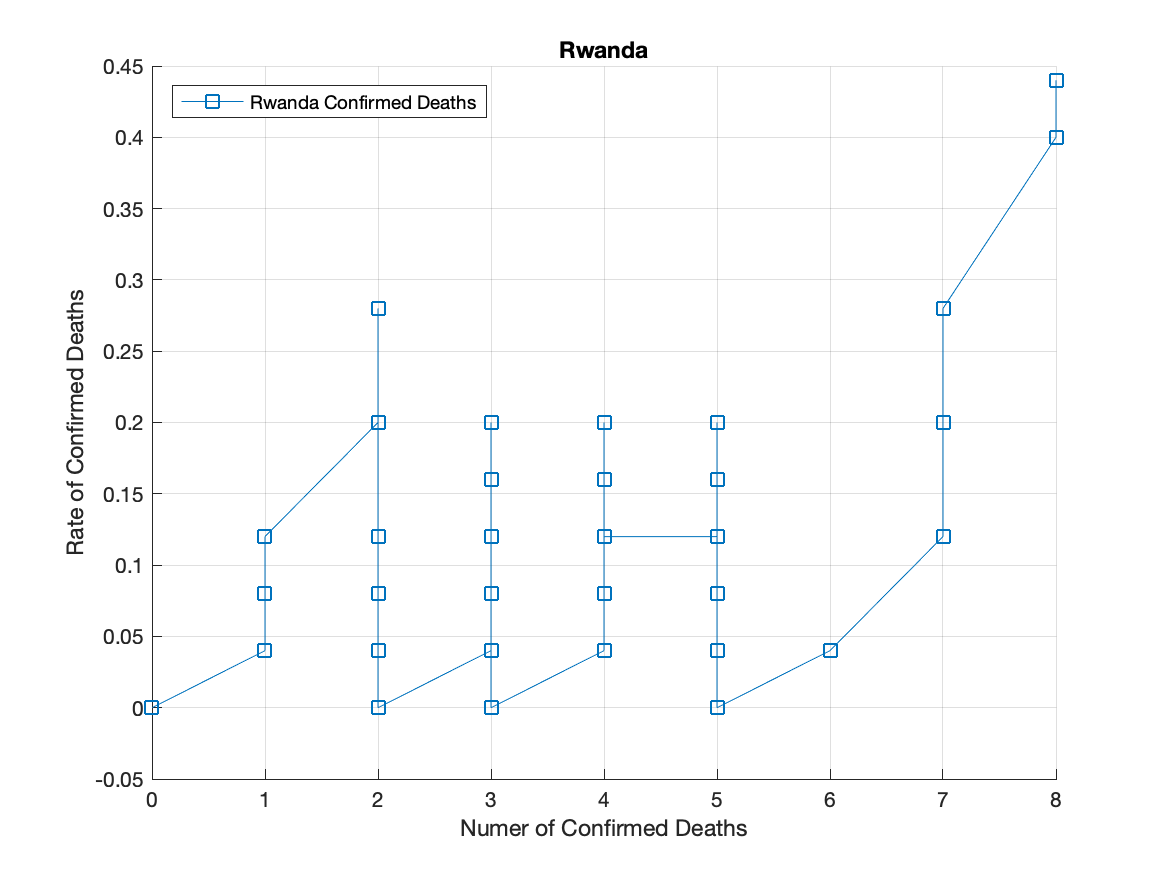 Rwanda
0.45
Rwanda Confirmed Deaths
0.4
0.35
0.3
0.25
0.2
0.15
0.1
0.05
0
-0.05
Rate of Confirmed Deaths
0 1 2 3 4 5 6 7 8
Numer of Confirmed Deaths